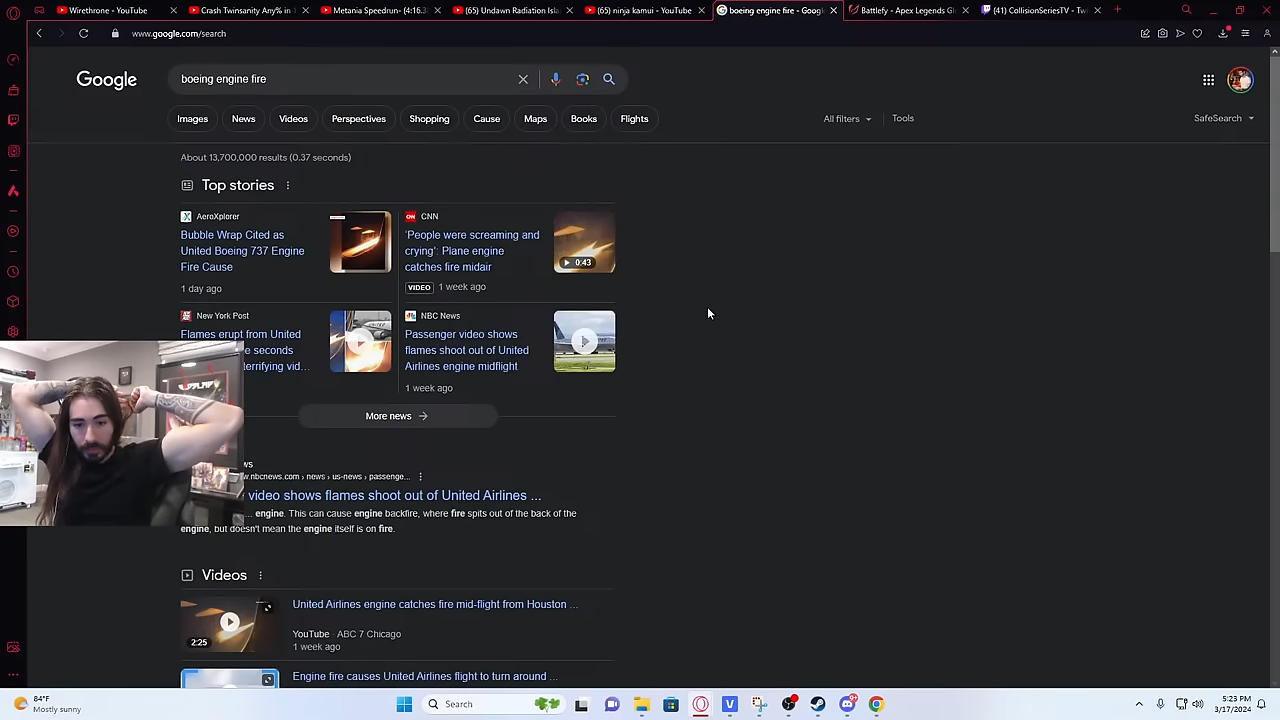 Wirethrone - YouTube
Crash Twinsanity Any% in 1
Metania Speedrun- (4:16.3
(65) Undawn Radiation Isla
(65) ninja kamui - YouTube
boeing engine fire - Googl
Battlefy - Apex Legends Gl
(41) CollisionSeriesTV - Tw
www.google.com/search
Google
boeing engine fire
Images
News
Videos
Perspectives
Shopping
Cause
Maps
Books
Flights
All filters
Tools
SafeSearch
About 13,700,000 results (0.37 seconds)
Top stories
AeroXplorer
Bubble Wrap Cited as
United Boeing 737 Engine
Fire Cause
1 day ago
CNN
'People were screaming and
crying': Plane engine
catches fire midair
0:43
VIDEO 1 week ago
New York Post
Flames erupt from United
e seconds
terrifying vid...
NBC News
Passenger video shows
flames shoot out of United
Airlines engine midflight
1 week ago
More news
ws
w.nbcnews.com › news › us-news › passenge...
video shows flames shoot out of United Airlines ...
... engine. This can cause engine backfire, where fire spits out of the back of the
engine, but doesn't mean the engine itself is on fire.
Videos
United Airlines engine catches fire mid-flight from Houston ...
2:25
YouTube · ABC 7 Chicago
1 week ago
Engine fire causes United Airlines flight to turn around ...
84°F
Mostly sunny
Search
5:23 PM
3/17/2024